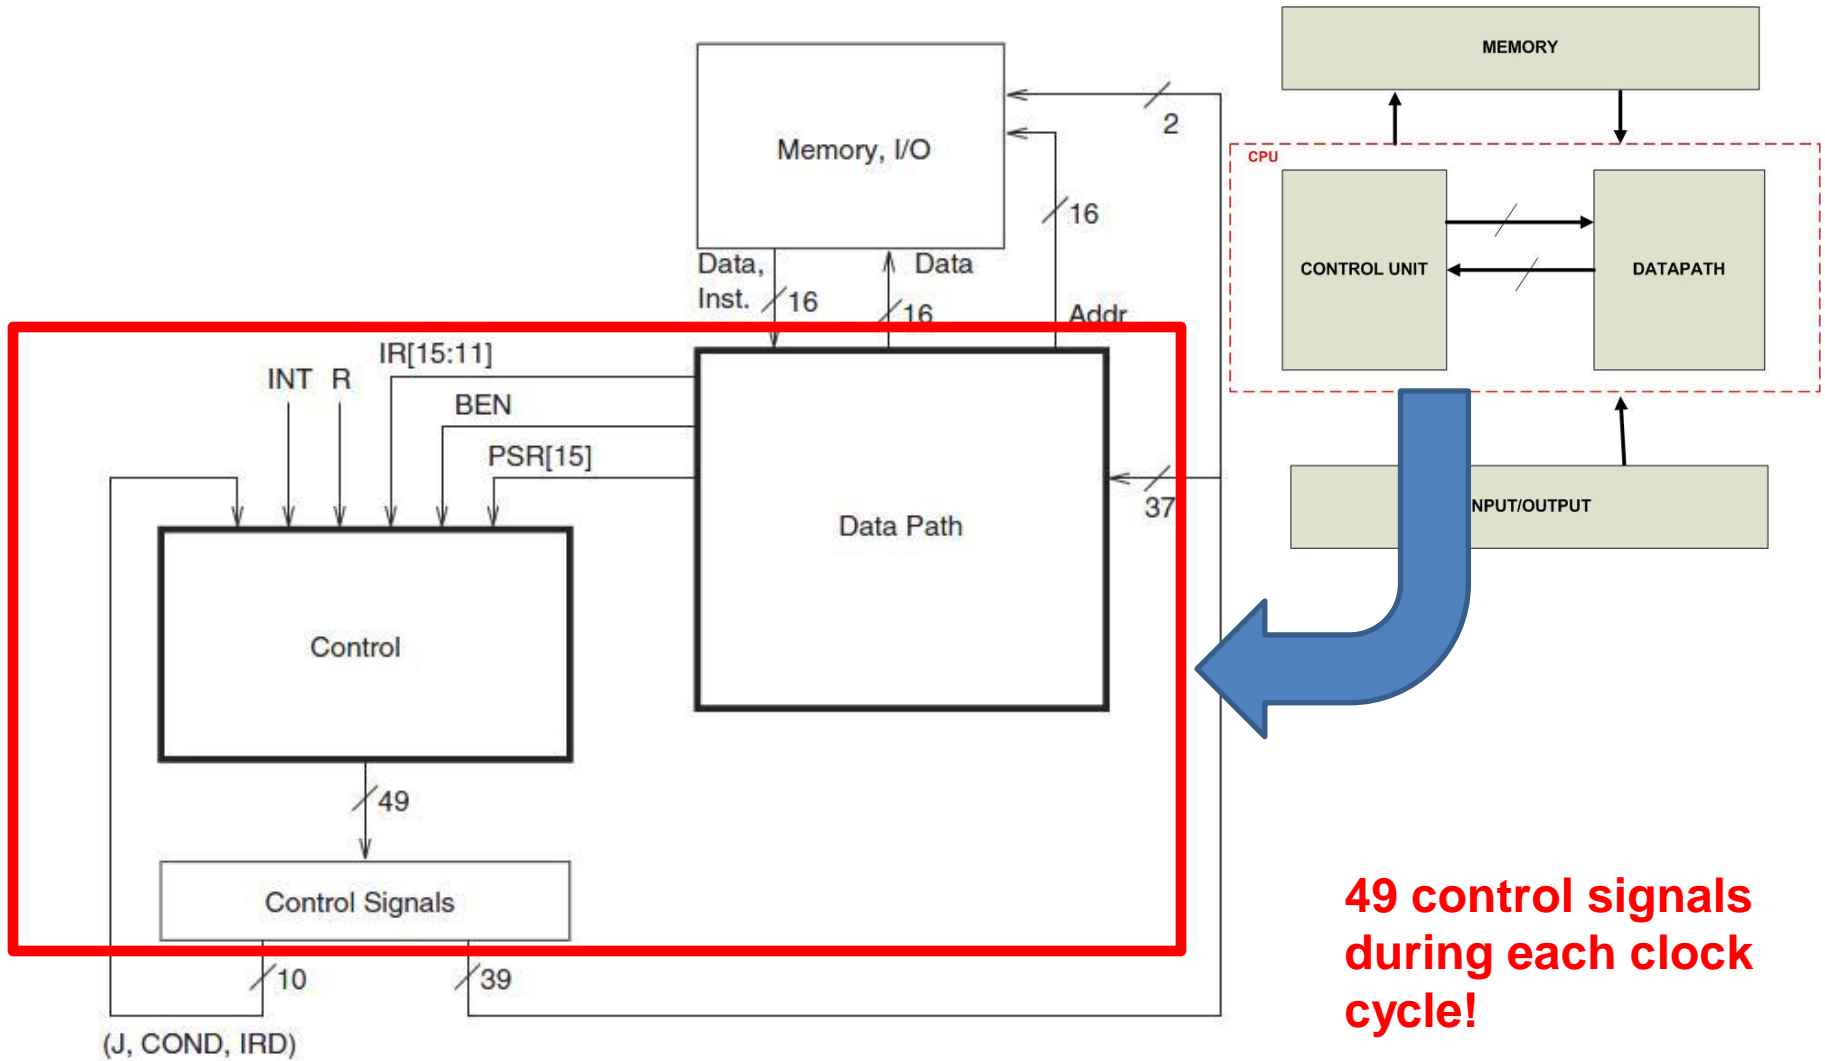 MEMORY
2
Memory, I/O
CPU
16
CONTROL UNIT
DATAPATH
Data,
Inst.
16
Data
16
Addr
IR[15:11]
INT R
BEN
PSR[15]
37
NPUT/OUTPUT
Data Path
Control
49
Control Signals
10
39
(J, COND, IRD)
49 control signals
during each clock
cycle!